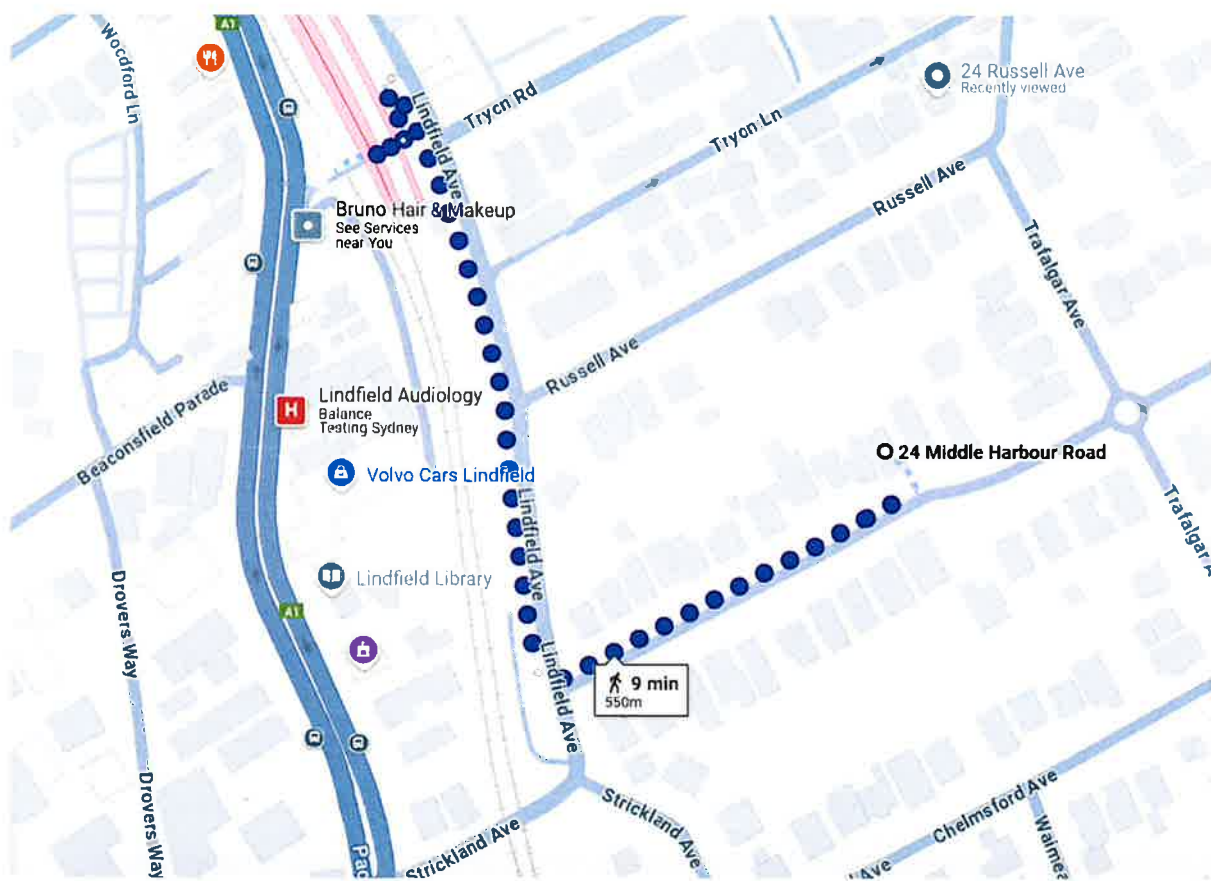 A1
Woodford Ln
Lindfield Ave
Trycn Rd
24 Russell Ave
Recently viewed
Tryon Ln
Russell Ave
Bruno Hair & Makeup
See Services
near You
Trafalgar Ave
Russell Ave
Lindfield Audiology
Balance
Testing Sydney
H
Beaconsfield Parade
Volvo Cars Lindfield
24 Middle Harbour Road
Lindfield Ave
Trafalgar A
Lindfield Library
Drovers Way
A1
Lindfield Ave
9 min
550m
Drovers Way
Strickland Ave
Strickland Ave
Chelmsford Ave
Walmea
Pac
Ave